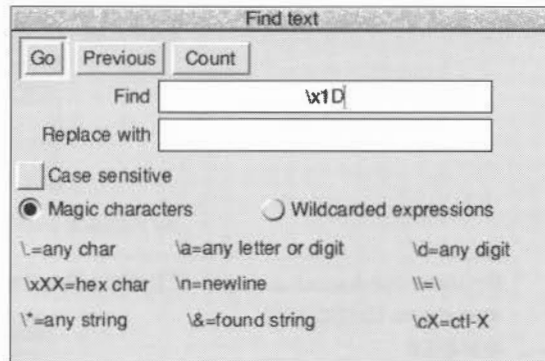 Find text
Go Previous Count
Find \x1D
Replace with
Case sensitive
Magic characters Wildcarded expressions
\.=any char \a=any letter or digit \d=any digit
\xXX=hex char \n=newline \\=\
\*=any string \&=found string \cX=ctl-X